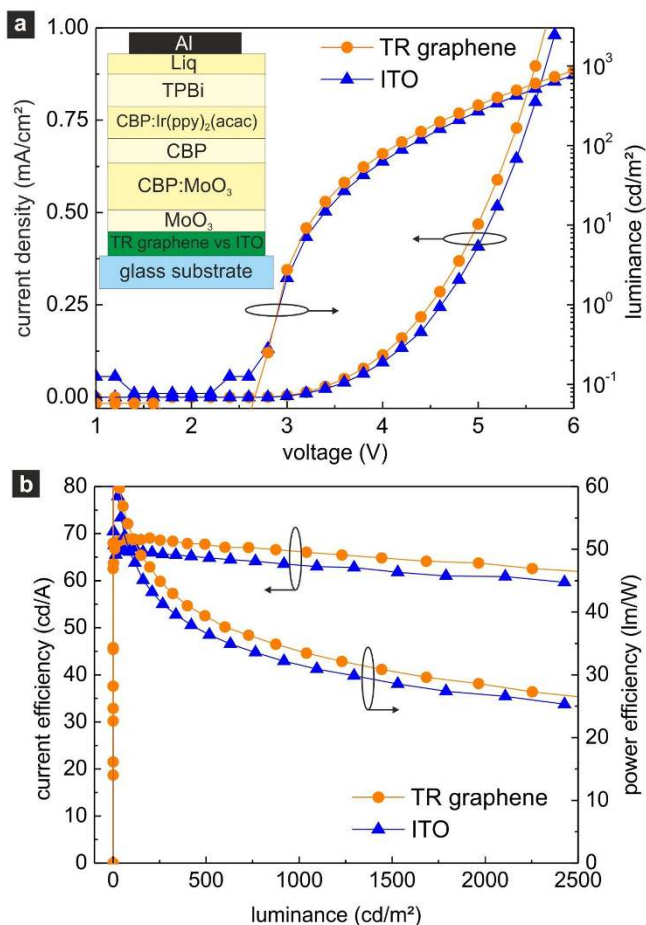 a
TR graphene
ITO
Al
Liq
TPBi
CBP:Ir(ppy)₂(acac)
CBP
CBP:MoO₃
MoO₃
TR graphene vs ITO
glass substrate
current density (mA/cm²)
1.00
0.75
0.50
0.25
0.00
luminance (cd/m²)
10³
10²
10¹
10⁰
10⁻¹
1 2 3 4 5 6
voltage (V)
b
current efficiency (cd/A)
80
70
60
50
40
30
20
10
0
power efficiency (lm/W)
60
50
40
30
20
10
0
TR graphene
ITO
0 500 1000 1500 2000 2500
luminance (cd/m²)